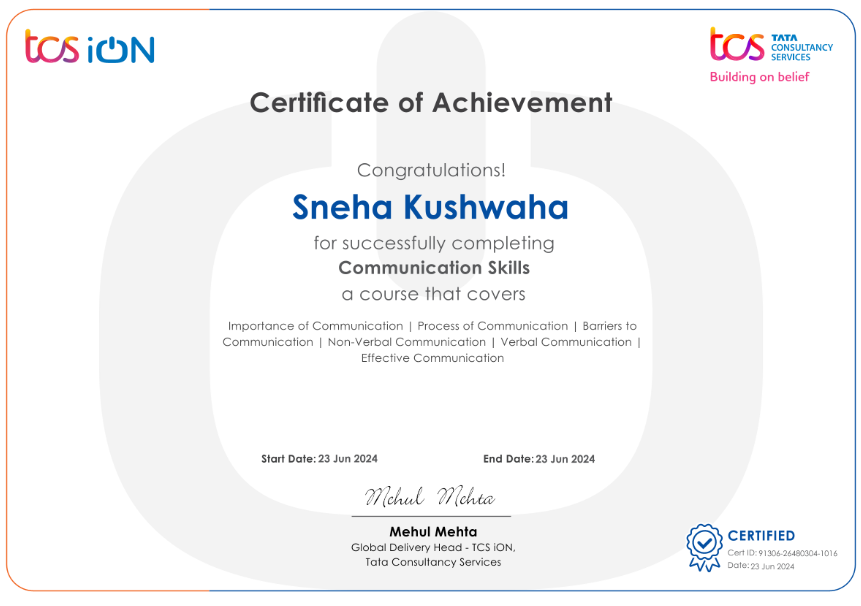 tcs iON
tcs TATA
CONSULTANCY
SERVICES
Building on belief
Certificate of Achievement
Congratulations!
Sneha Kushwaha
for successfully completing
Communication Skills
a course that covers
Importance of Communication | Process of Communication | Barriers to
Communication | Non-Verbal Communication | Verbal Communication |
Effective Communication
Start Date: 23 Jun 2024
End Date: 23 Jun 2024
Mehul Mehta
Mehul Mehta
Global Delivery Head - TCS iON,
Tata Consultancy Services
CERTIFIED
Cert ID: 91306-26480304-1016
Date: 23 Jun 2024